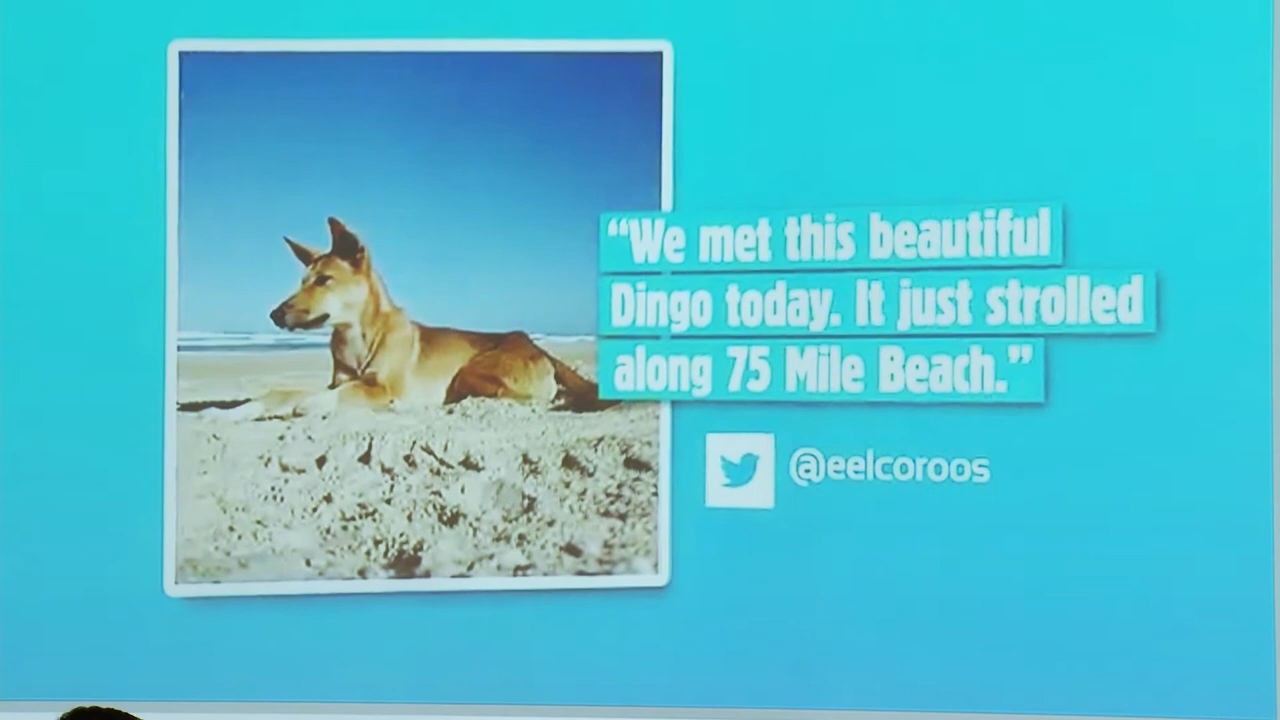 “We met this beautiful
Dingo today. It just strolled
along 75 Mile Beach.”
@eelcoroos